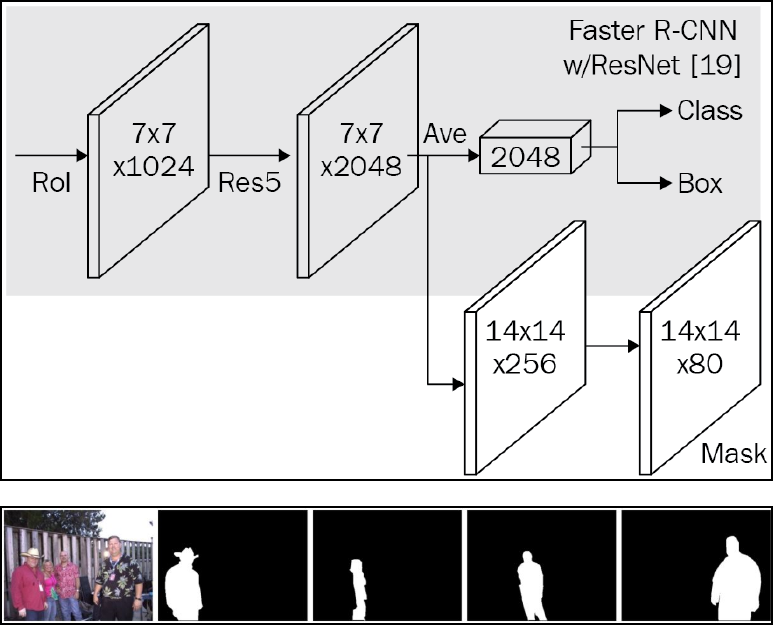 Faster R-CNN
w/ResNet [19]
7x7
x1024
RoI
Res5
7x7
x2048
Ave
2048
Class
Box
14x14
x256
14x14
x80
Mask